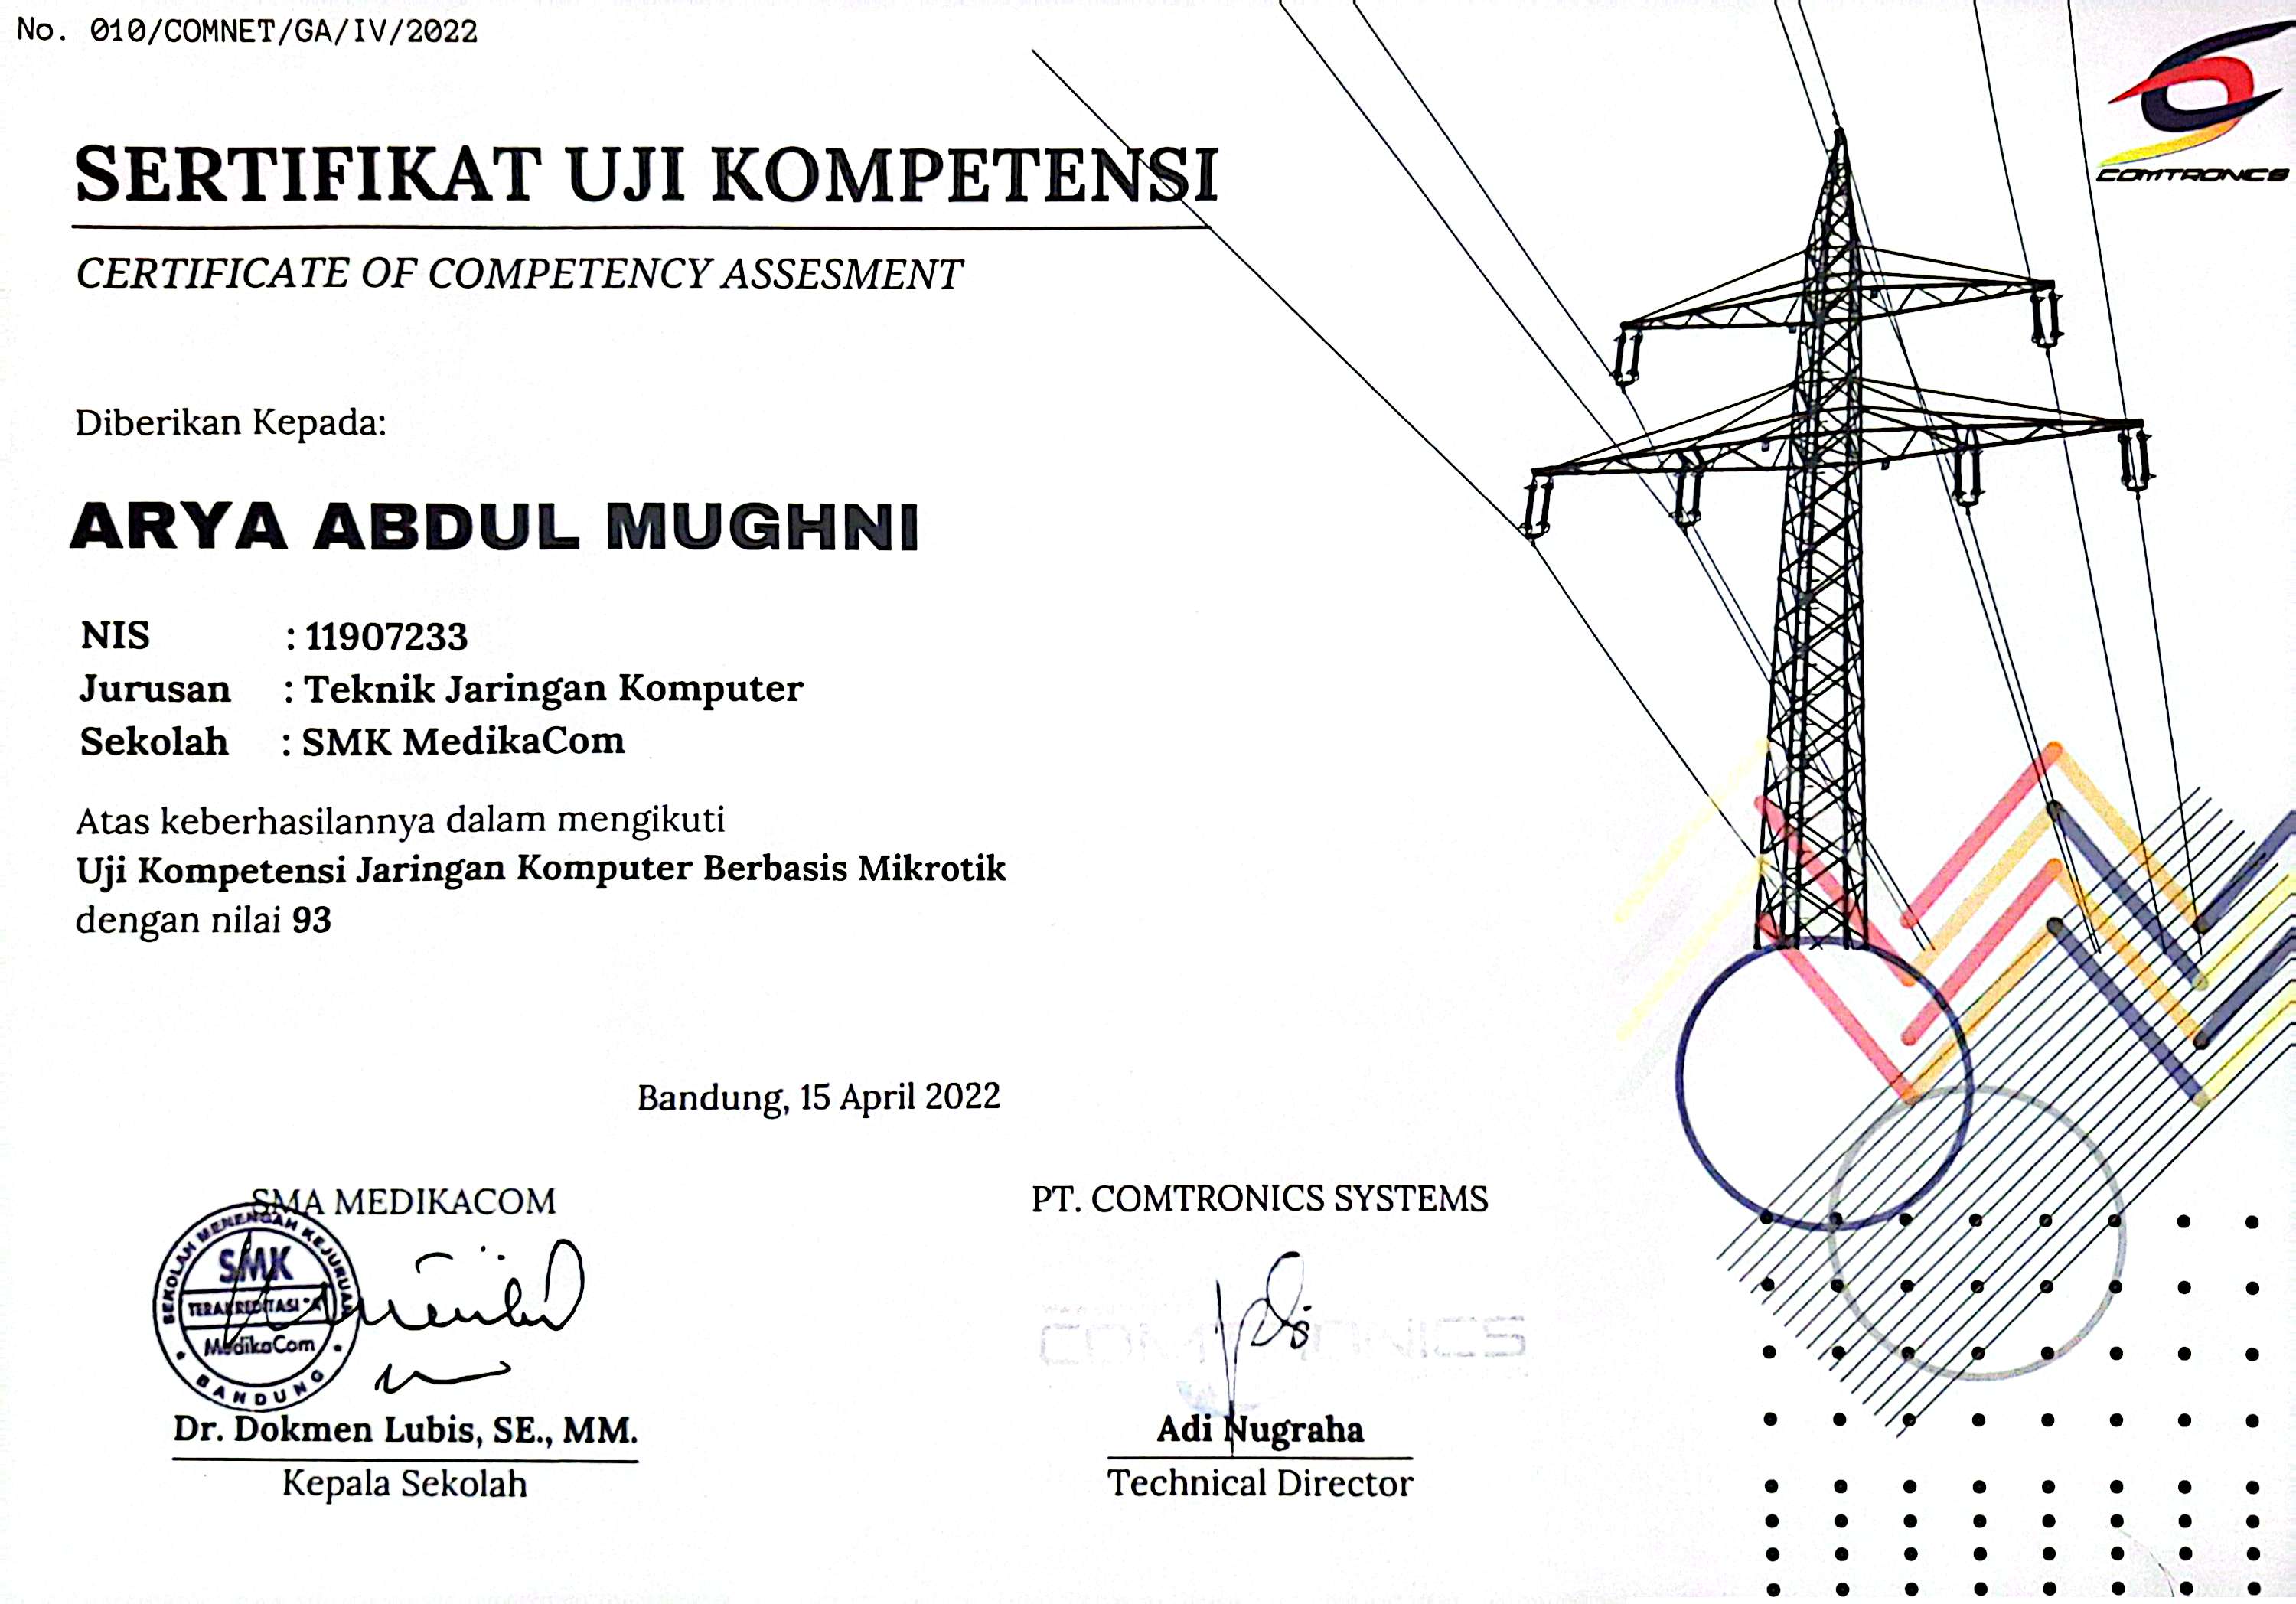 No. 010/COMNET/GA/IV/2022
COMTRONICS
SERTIFIKAT UJI KOMPETENSI
CERTIFICATE OF COMPETENCY ASSESMENT
Diberikan Kepada:
ARYA ABDUL MUGHNI
NIS : 11907233
Jurusan : Teknik Jaringan Komputer
Sekolah : SMK MedikaCom
Atas keberhasilannya dalam mengikuti
Uji Kompetensi Jaringan Komputer Berbasis Mikrotik
dengan nilai 93
Bandung, 15 April 2022
SMA MEDIKACOM
SEKOLAH MENENGAH KEJURUAN
SMK
TERAKREDITASI "A"
MedikaCom
BANDUNG
Dr. Dokmen Lubis, SE., MM.
Kepala Sekolah
PT. COMTRONICS SYSTEMS
COMTRONICS
Adi Nugraha
Technical Director